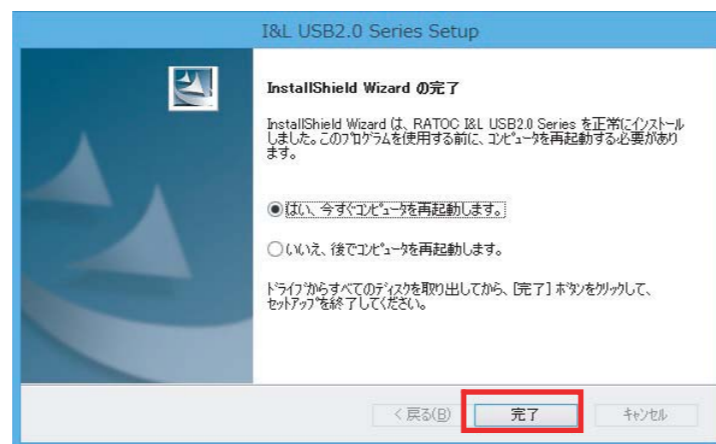 I&L USB2.0 Series Setup
InstallShield Wizard の完了
InstallShield Wizard は、RATOC I&L USB2.0 Series を正常にインストール
しました。このプログラムを使用する前に、コンピュータを再起動する必要があり
ます。
はい、今すぐコンピュータを再起動します。
いいえ、後でコンピュータを再起動します。
ドライブからすべてのディスクを取り出してから、[完了] ボタンをクリックして、
セットアップを終了してください。
< 戻る(B)
完了
キャンセル